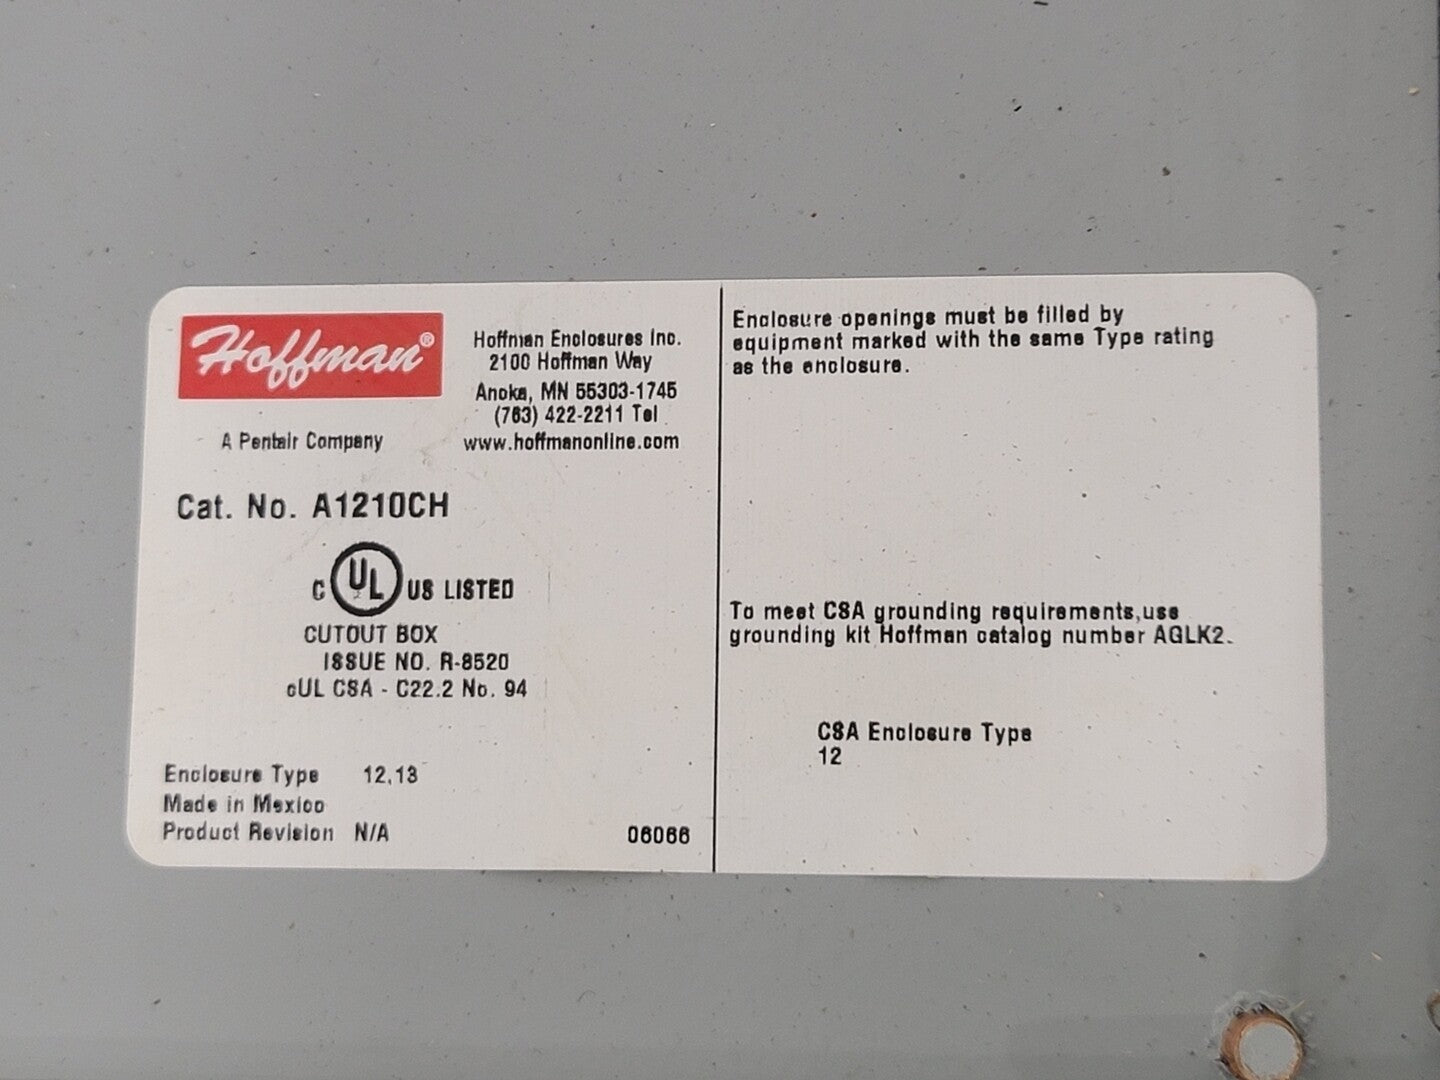 Hoffman®
Hoffman Enclosures Inc.
2100 Hoffman Way
Anoka, MN 55303-1745
(763) 422-2211 Tel
www.hoffmanonline.com
A Pentair Company
Cat. No. A1210CH
C UL US LISTED
CUTOUT BOX
ISSUE NO. R-8520
cUL CSA - C22.2 No. 94
Enclosure Type 12,13
Made in Mexico
Product Revision N/A
06066
Enclosure openings must be filled by
equipment marked with the same Type rating
as the enclosure.
To meet CSA grounding requirements,use
grounding kit Hoffman catalog number AGLK2.
CSA Enclosure Type
12